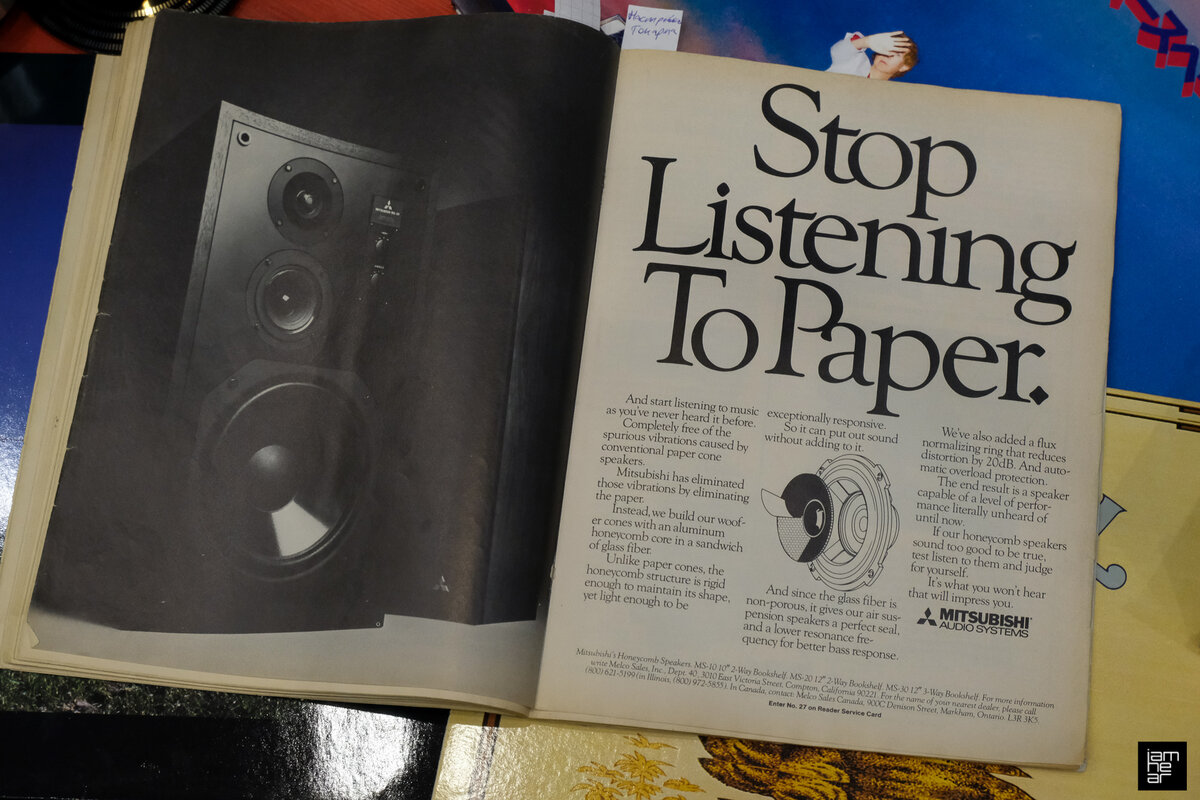 Настройки
Тонарма
Stop
Listening
To Paper.
And start listening to music
as you've never heard it before.
Completely free of the
spurious vibrations caused by
conventional paper cone
speakers.
Mitsubishi has eliminated
those vibrations by eliminating
the paper.
Instead, we build our woof-
er cones with an aluminum
honeycomb core in a sandwich
of glass fiber.
Unlike paper cones, the
honeycomb structure is rigid
enough to maintain its shape,
yet light enough to be
exceptionally responsive.
So it can put out sound
without adding to it.
And since the glass fiber is
non-porous, it gives our air sus-
pension speakers a perfect seal,
and a lower resonance fre-
quency for better bass response.
We've also added a flux
normalizing ring that reduces
distortion by 20dB. And auto-
matic overload protection.
The end result is a speaker
capable of a level of perfor-
mance literally unheard of
until now.
If our honeycomb speakers
sound too good to be true,
test listen to them and judge
for yourself.
It's what you won't hear
that will impress you.
MITSUBISHI
AUDIO SYSTEMS
Mitsubishi's Honeycomb Speakers. MS-10 10" 2-Way Bookshelf. MS-20 12" 2-Way Bookshelf. MS-30 12" 3-Way Bookshelf. For more information
write Melco Sales, Inc., Dept. 40, 3010 East Victoria Street, Compton, California 90221. For the name of your nearest dealer, please call
(800) 621-5199 (in Illinois, (800) 972-5855). In Canada, contact: Melco Sales Canada, 900C Denison Street, Markham, Ontario. L3R 3K5.
Enter No. 27 on Reader Service Card
iam
he
ar